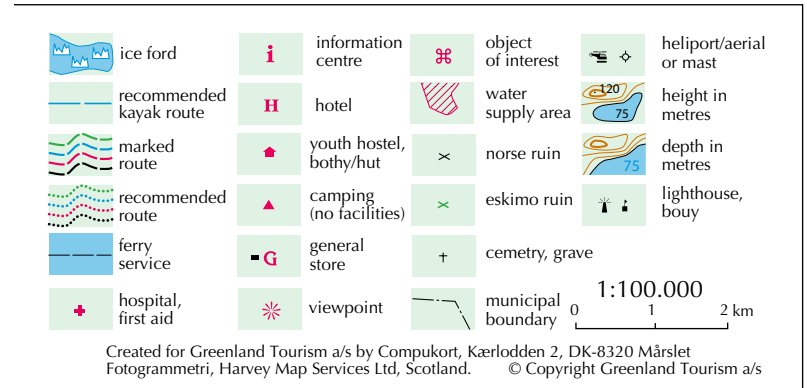 ice ford
recommended
kayak route
marked
route
recommended
route
ferry
service
hospital,
first aid
i
information
centre
H
hotel
youth hostel,
bothy/hut
camping
(no facilities)
G
general
store
viewpoint
object
of interest
water
supply area
norse ruin
eskimo ruin
cemetry, grave
municipal
boundary
heliport/aerial
or mast
120
75
height in
metres
75
depth in
metres
lighthouse,
bouy
1:100.000
0 1 2 km
Created for Greenland Tourism a/s by Compukort, Kærlodden 2, DK-8320 Mårslet
Fotogrammetri, Harvey Map Services Ltd, Scotland. © Copyright Greenland Tourism a/s